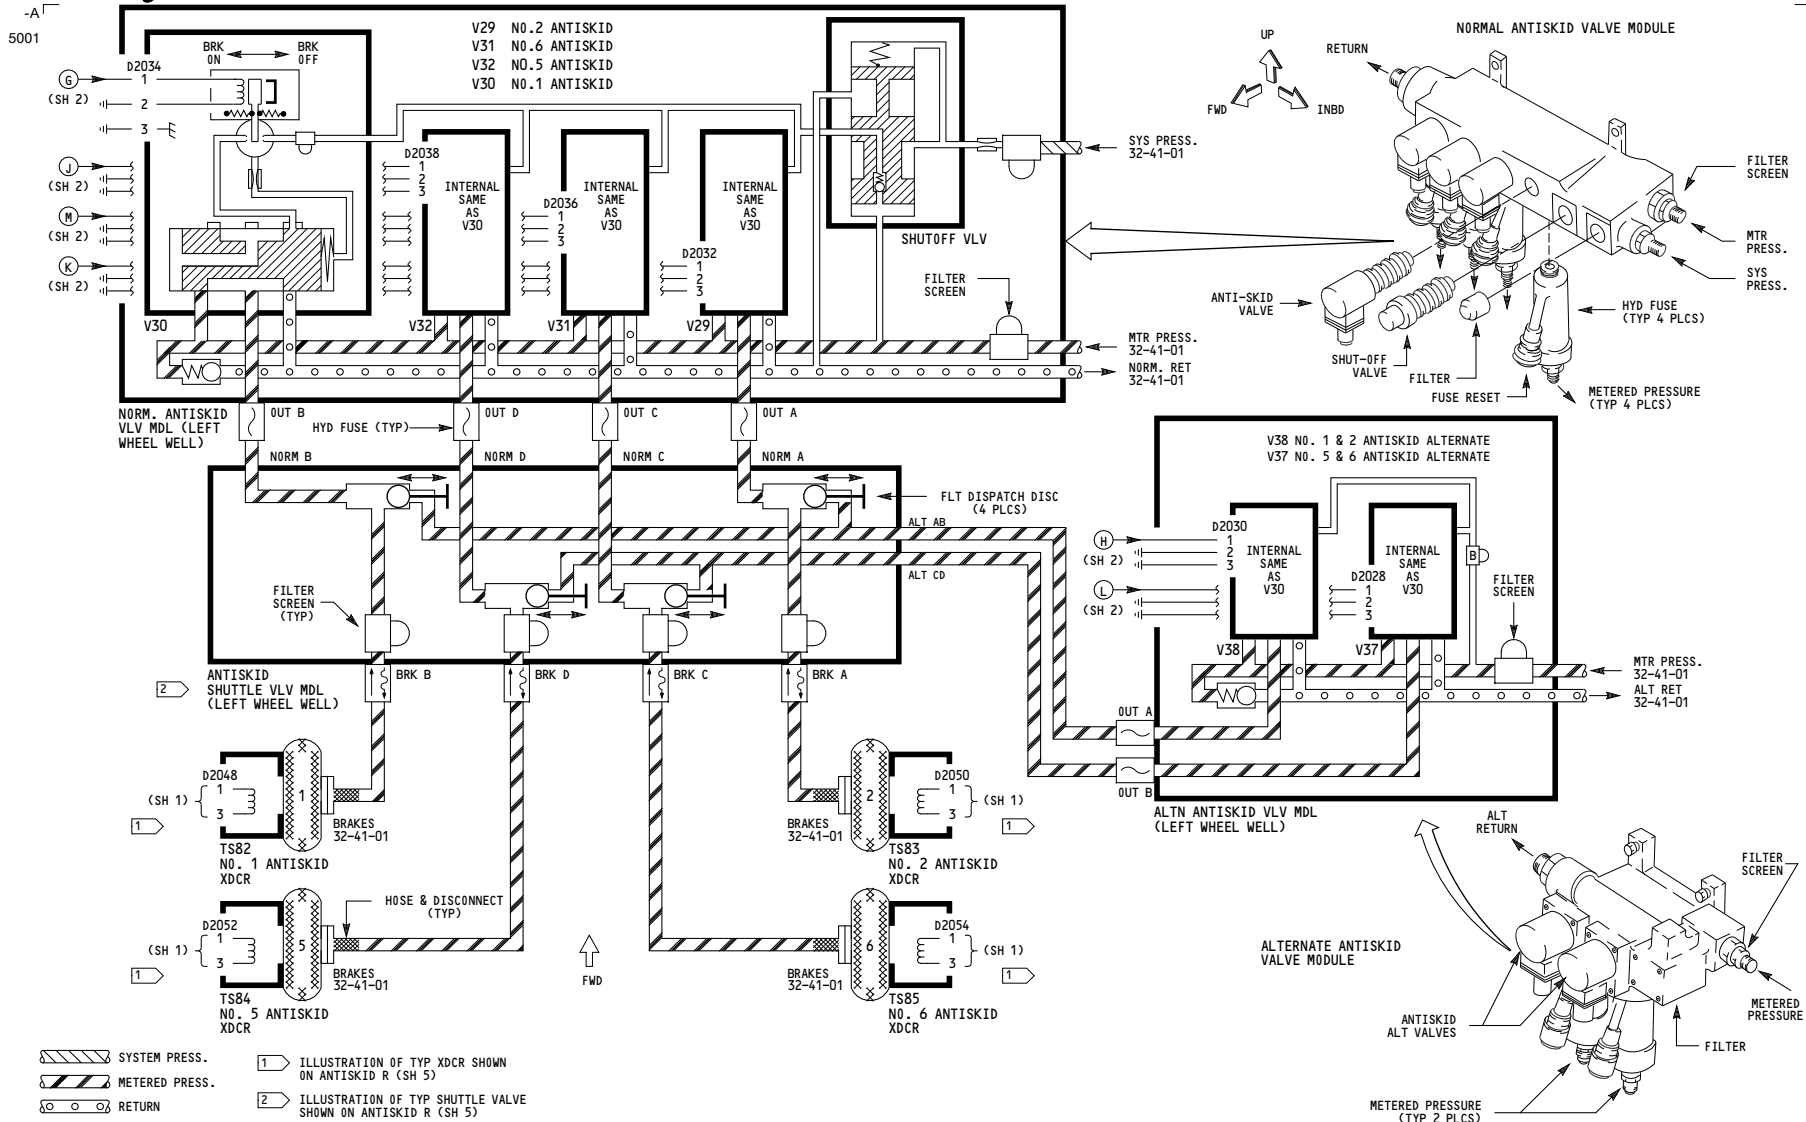 -A
5001
V29 NO.2 ANTISKID
V31 NO.6 ANTISKID
V32 NO.5 ANTISKID
V30 NO.1 ANTISKID
BRK ON
BRK OFF
D2034
1
2
3
G
(SH 2)
J
(SH 2)
M
(SH 2)
K
(SH 2)
D2038
1
2
3
INTERNAL
SAME
AS
V30
D2036
1
2
3
INTERNAL
SAME
AS
V30
D2032
1
2
3
INTERNAL
SAME
AS
V30
SHUTOFF VLV
FILTER
SCREEN
V30
V32
V31
V29
SYS PRESS.
32-41-01
MTR PRESS.
32-41-01
NORM. RET
32-41-01
NORMAL ANTISKID VALVE MODULE
UP
FWD
INBD
RETURN
FILTER
SCREEN
MTR
PRESS.
SYS
PRESS.
ANTI-SKID
VALVE
SHUT-OFF
VALVE
FILTER
FUSE RESET
HYD FUSE
(TYP 4 PLCS)
METERED PRESSURE
(TYP 4 PLCS)
NORM. ANTISKID
VLV MDL (LEFT
WHEEL WELL)
OUT B
HYD FUSE (TYP)
OUT D
OUT C
OUT A
NORM B
NORM D
NORM C
NORM A
FLT DISPATCH DISC
(4 PLCS)
ALT AB
ALT CD
FILTER
SCREEN
(TYP)
2
ANTISKID
SHUTTLE VLV MDL
(LEFT WHEEL WELL)
BRK B
BRK D
BRK C
BRK A
V38 NO. 1 & 2 ANTISKID ALTERNATE
V37 NO. 5 & 6 ANTISKID ALTERNATE
D2030
1
2
3
H
(SH 2)
L
(SH 2)
INTERNAL
SAME
AS
V30
D2028
1
2
3
INTERNAL
SAME
AS
V30
B
FILTER
SCREEN
V38
V37
MTR PRESS.
32-41-01
ALT RET
32-41-01
OUT A
OUT B
ALTN ANTISKID VLV MDL
(LEFT WHEEL WELL)
D2048
1
3
(SH 1)
1
1
BRAKES
32-41-01
TS82
NO. 1 ANTISKID
XDCR
D2050
1
3
(SH 1)
1
2
BRAKES
32-41-01
TS83
NO. 2 ANTISKID
XDCR
D2052
1
3
(SH 1)
1
5
HOSE & DISCONNECT
(TYP)
BRAKES
32-41-01
TS84
NO. 5 ANTISKID
XDCR
FWD
D2054
1
3
(SH 1)
1
6
BRAKES
32-41-01
TS85
NO. 6 ANTISKID
XDCR
ALT
RETURN
FILTER
SCREEN
ALTERNATE ANTISKID
VALVE MODULE
ANTISKID
ALT VALVES
METERED
PRESSURE
FILTER
METERED PRESSURE
(TYP 2 PLCS)
SYSTEM PRESS.
METERED PRESS.
RETURN
1 ILLUSTRATION OF TYP XDCR SHOWN
ON ANTISKID R (SH 5)
2 ILLUSTRATION OF TYP SHUTTLE VALVE
SHOWN ON ANTISKID R (SH 5)